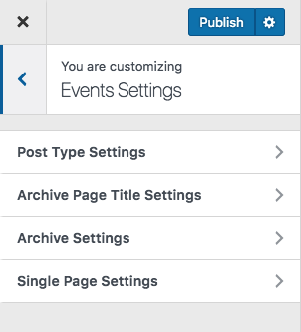 Publish
You are customizing
Events Settings
Post Type Settings
Archive Page Title Settings
Archive Settings
Single Page Settings